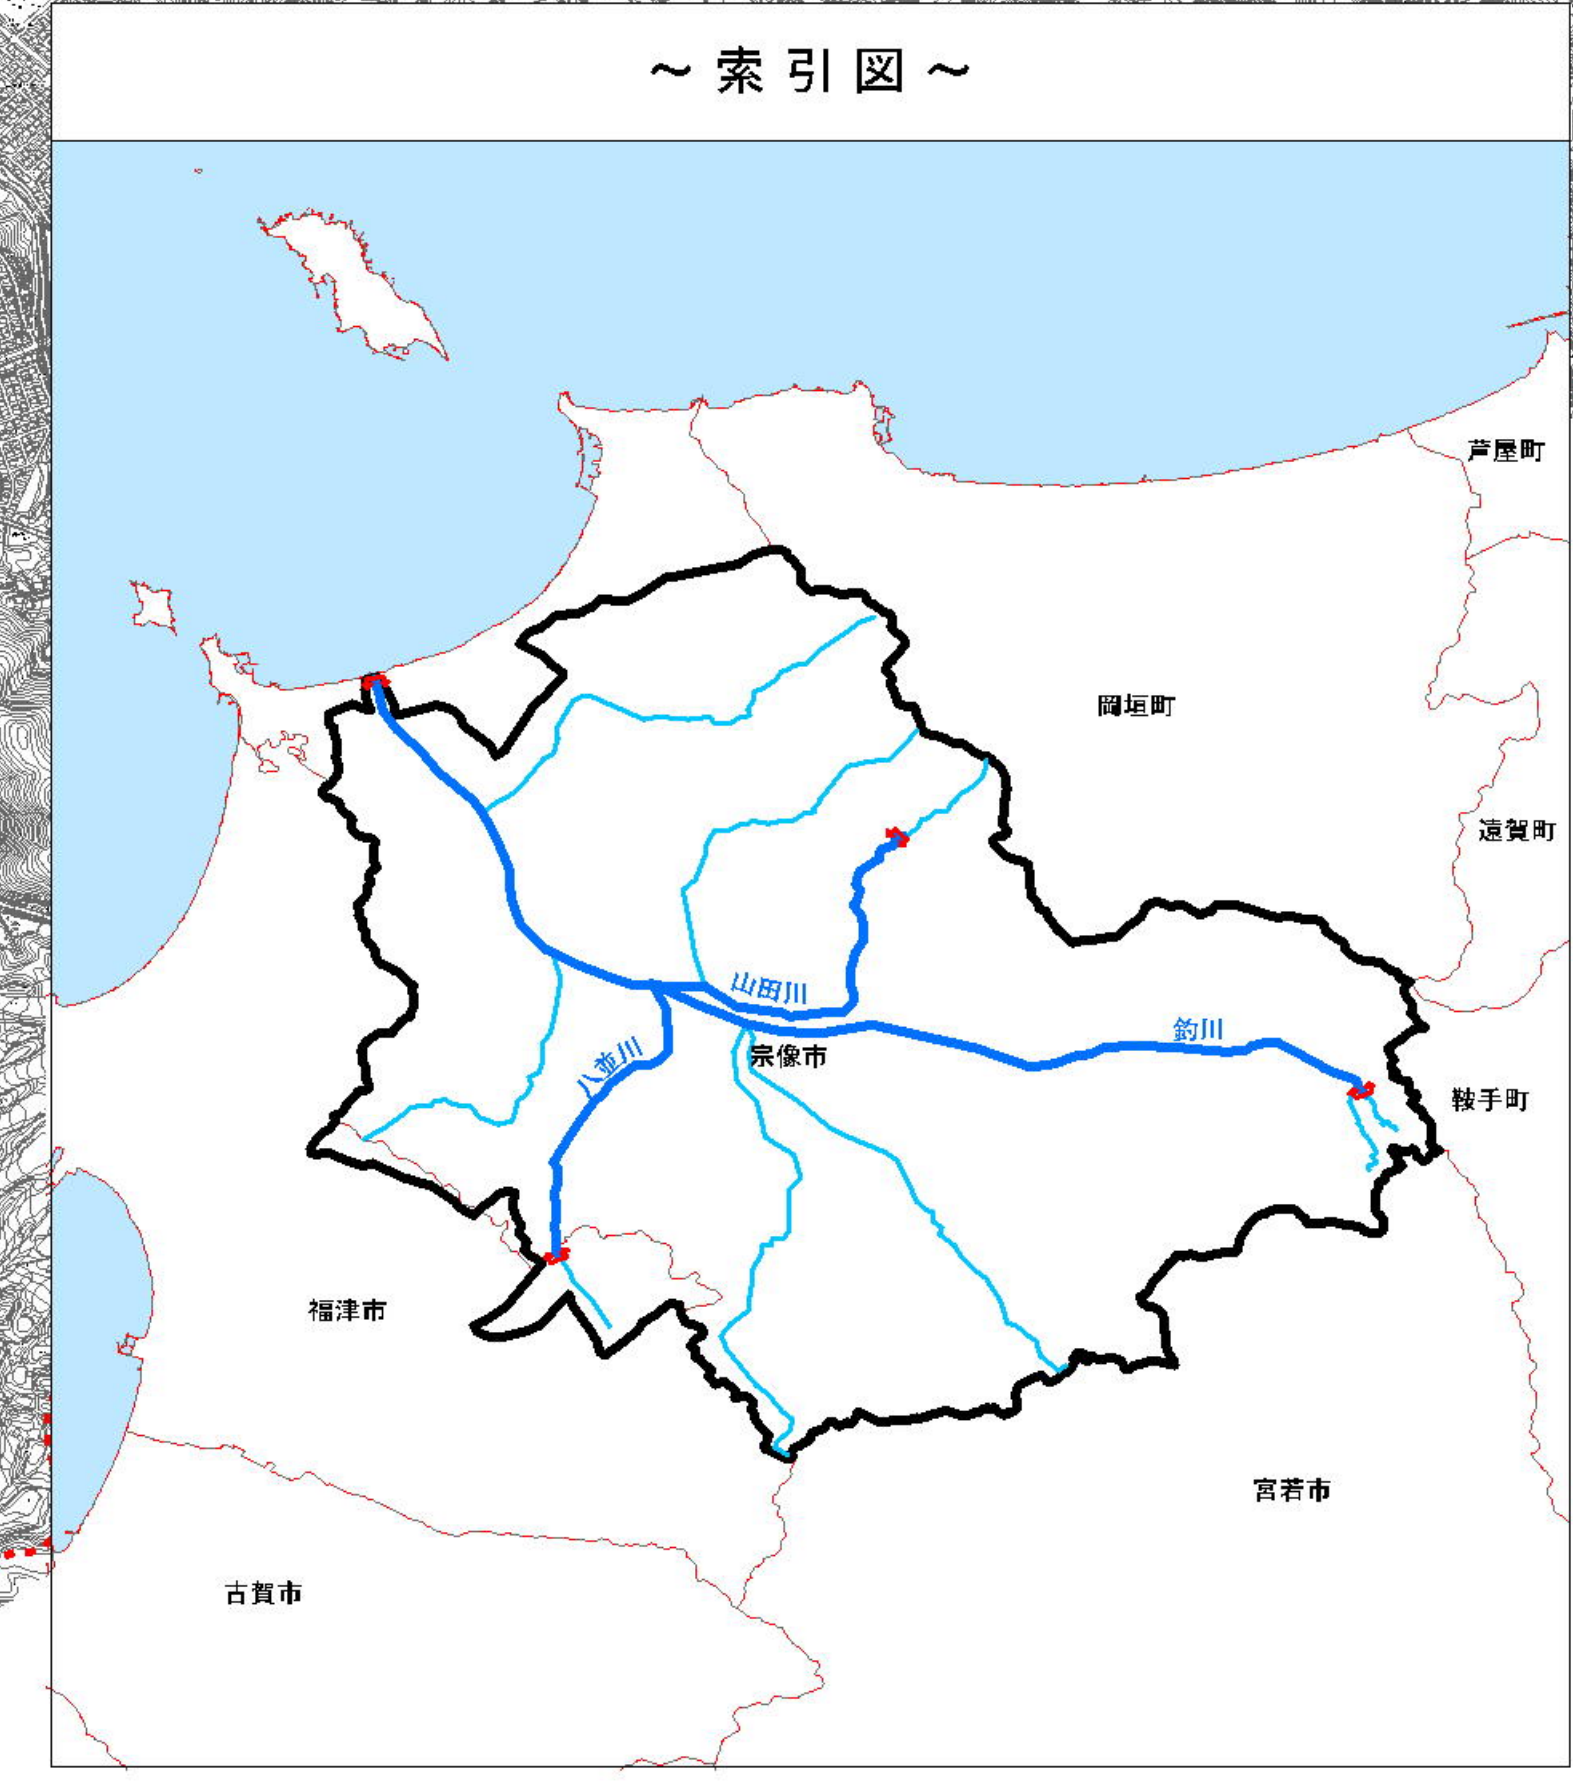 ～索引図～
芦屋町
岡垣町
遠賀町
山田川
釣川
八並川
宗像市
鞍手町
福津市
宮若市
古賀市